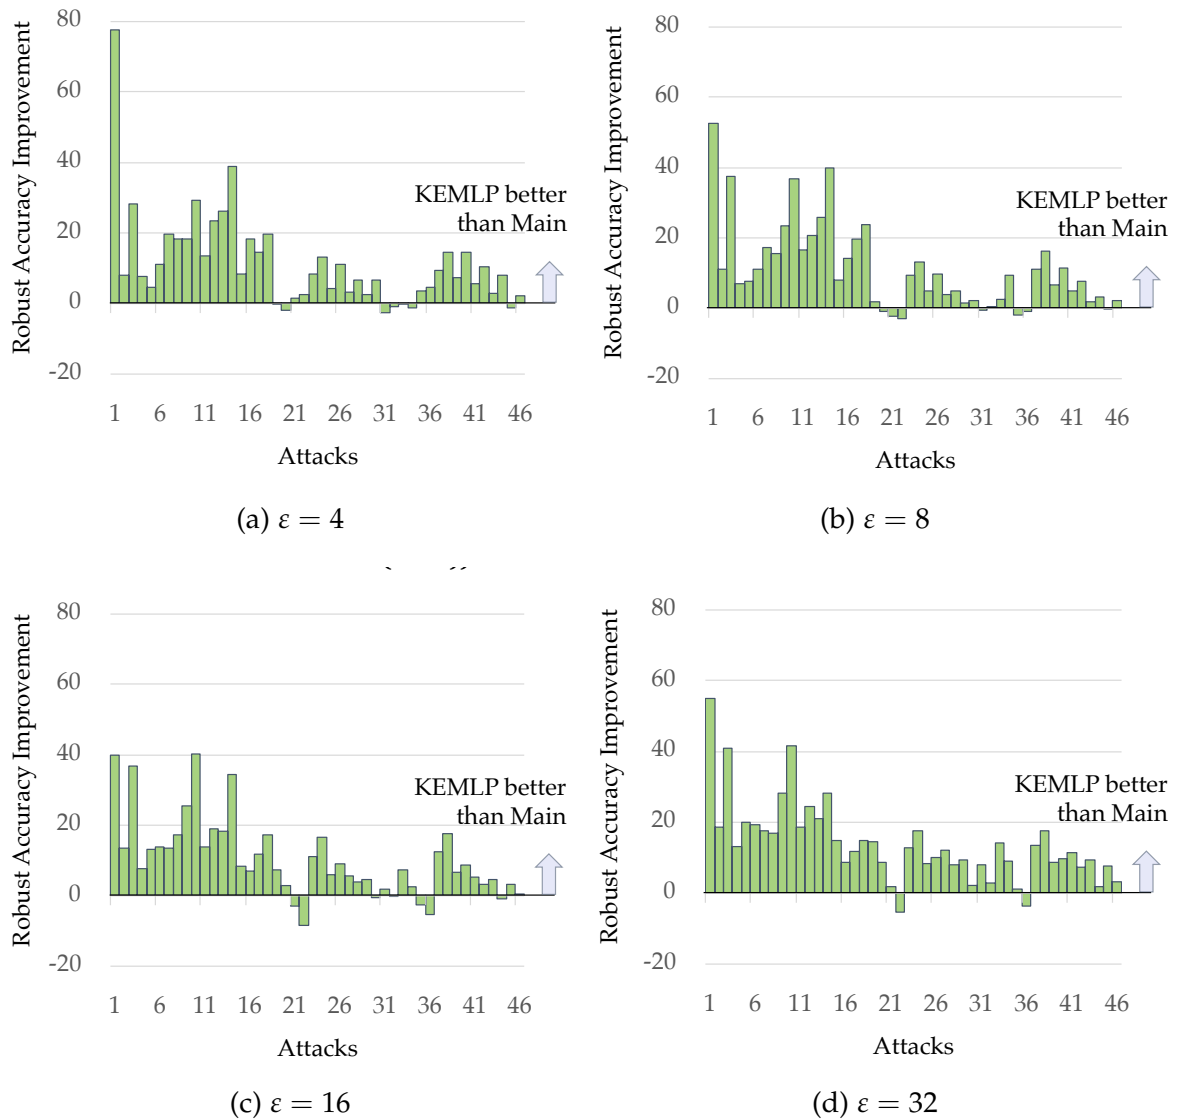 80
60
40
20
0
-20
Robust Accuracy Improvement
KEMLP better
than Main
1 6 11 16 21 26 31 36 41 46
Attacks
(a) ε = 4
80
60
40
20
0
-20
Robust Accuracy Improvement
KEMLP better
than Main
1 6 11 16 21 26 31 36 41 46
Attacks
(b) ε = 8
80
60
40
20
0
-20
Robust Accuracy Improvement
KEMLP better
than Main
1 6 11 16 21 26 31 36 41 46
Attacks
(c) ε = 16
80
60
40
20
0
-20
Robust Accuracy Improvement
KEMLP better
than Main
1 6 11 16 21 26 31 36 41 46
Attacks
(d) ε = 32